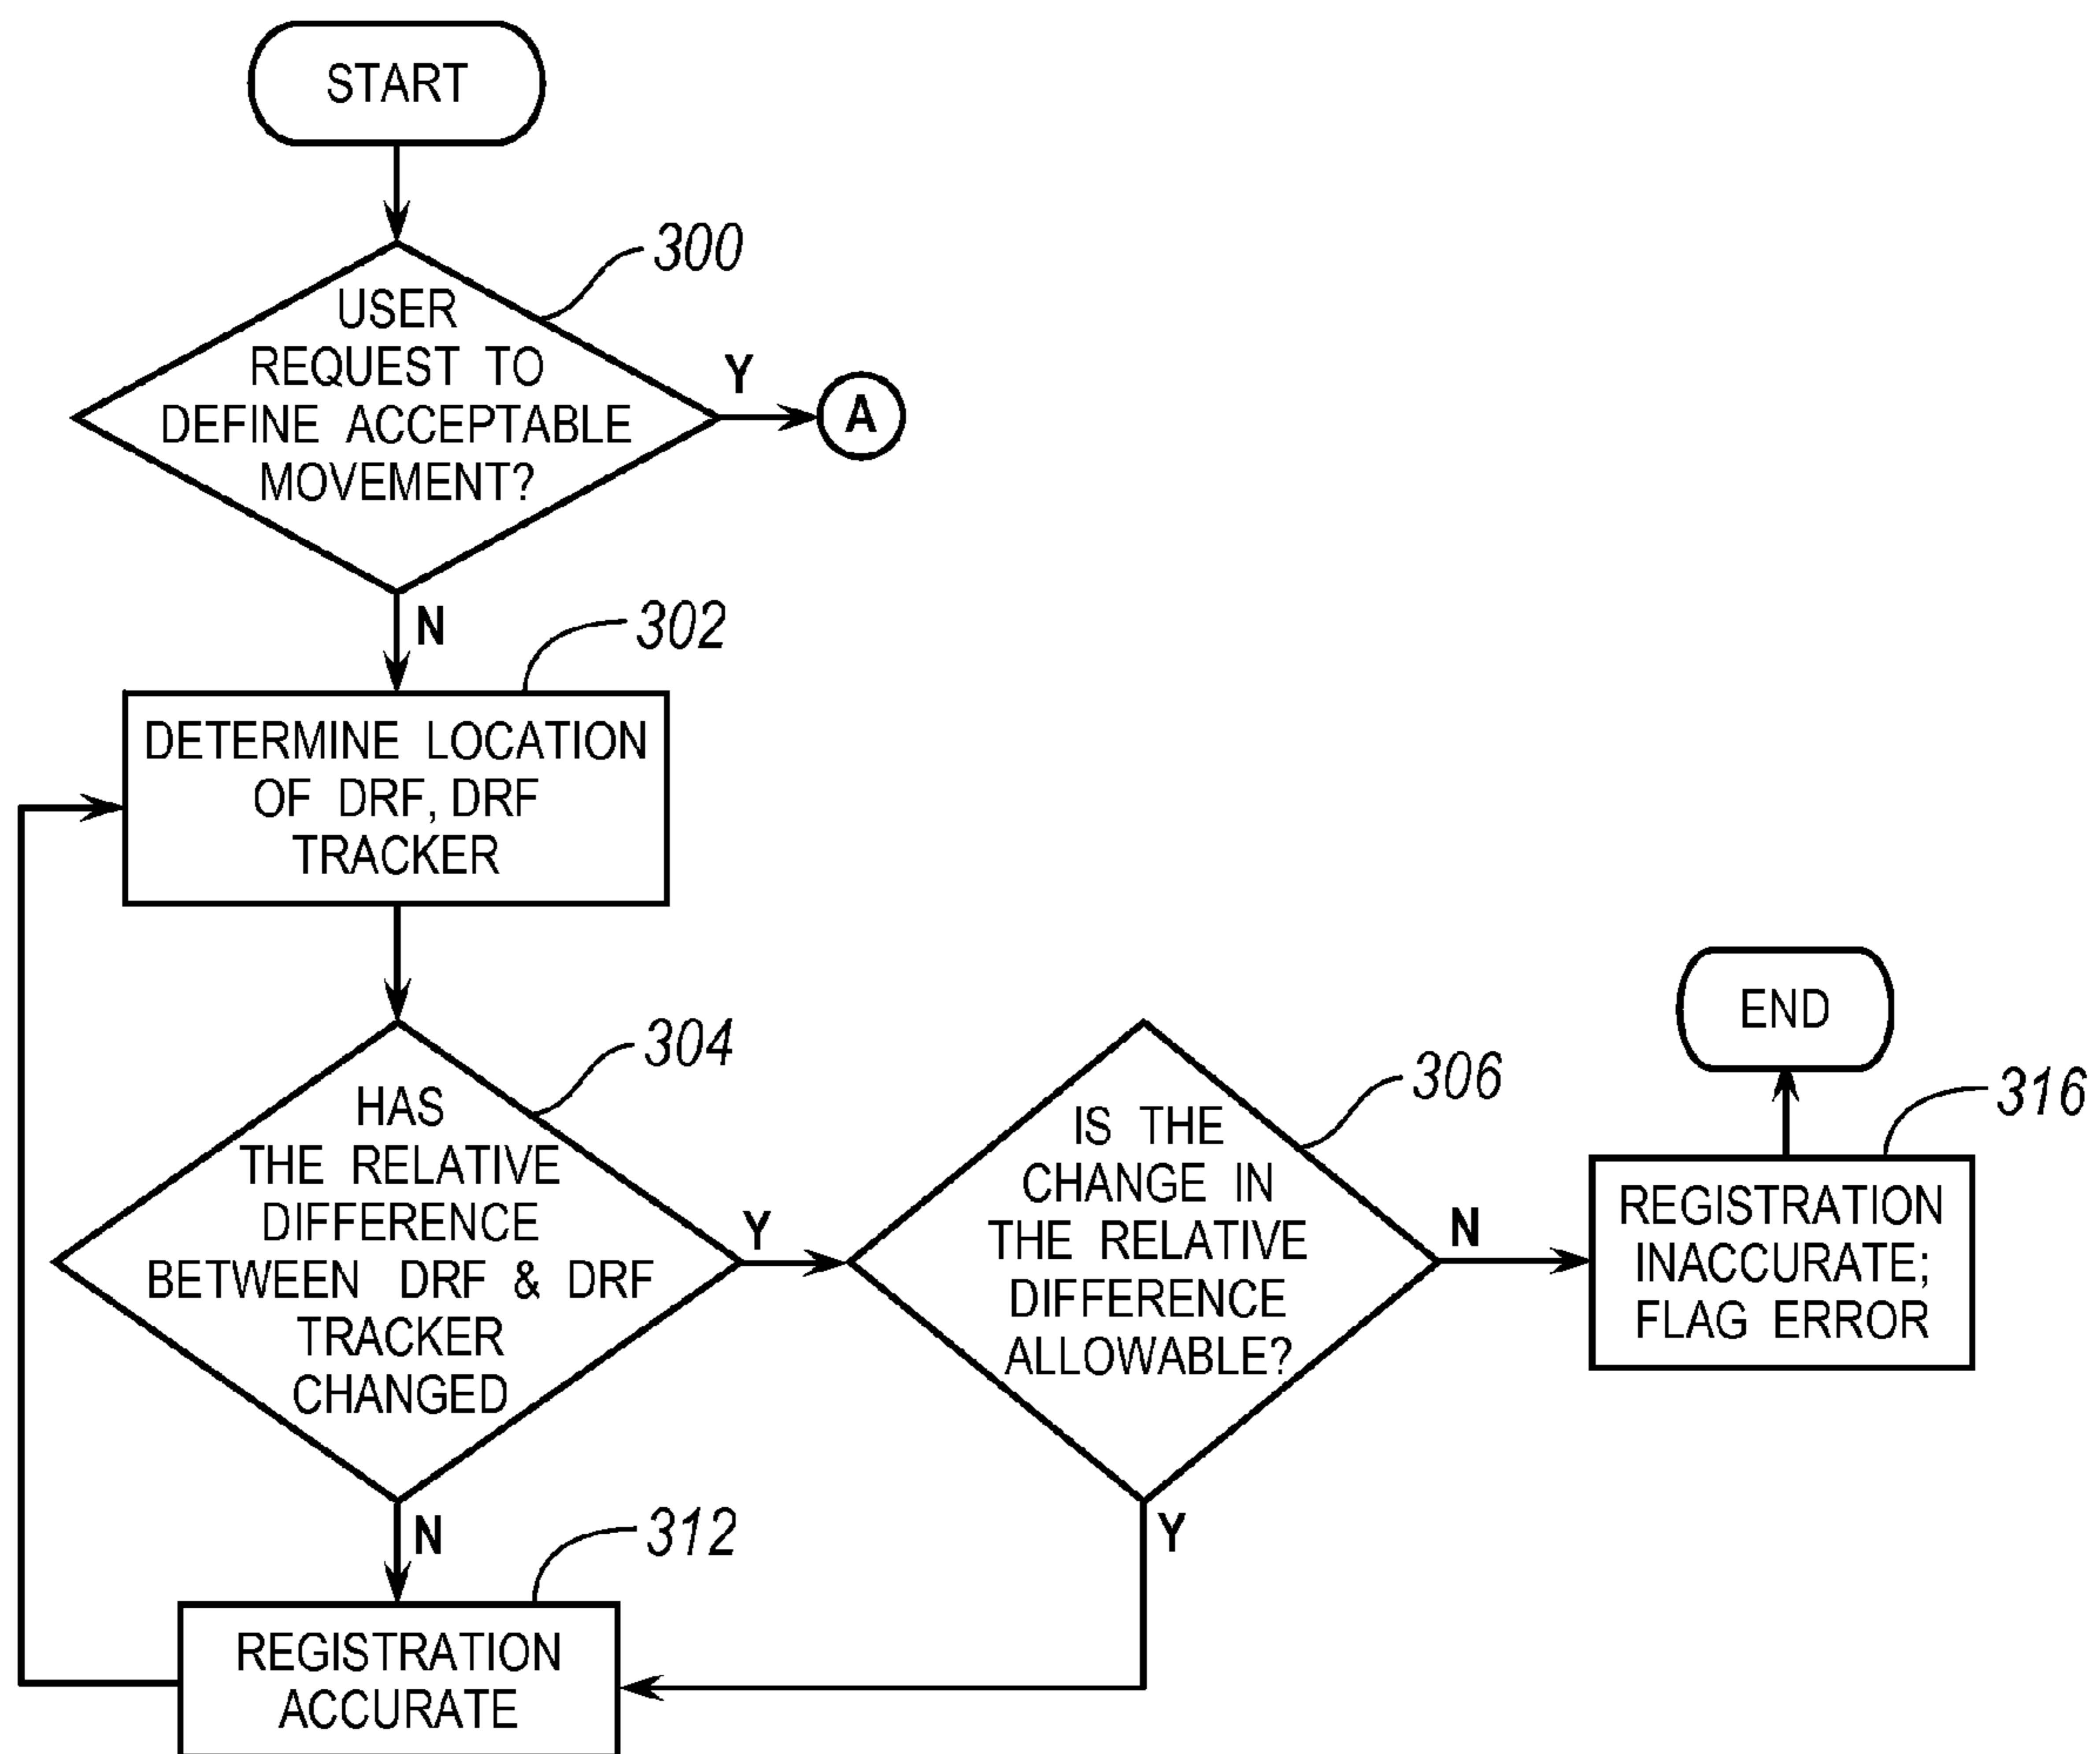 START
300
USER
REQUEST TO
DEFINE ACCEPTABLE
MOVEMENT?
Y
A
N
302
DETERMINE LOCATION
OF DRF, DRF
TRACKER
304
HAS
THE RELATIVE
DIFFERENCE
BETWEEN DRF & DRF
TRACKER
CHANGED
Y
306
IS THE
CHANGE IN
THE RELATIVE
DIFFERENCE
ALLOWABLE?
N
END
316
REGISTRATION
INACCURATE;
FLAG ERROR
N
Y
312
REGISTRATION
ACCURATE